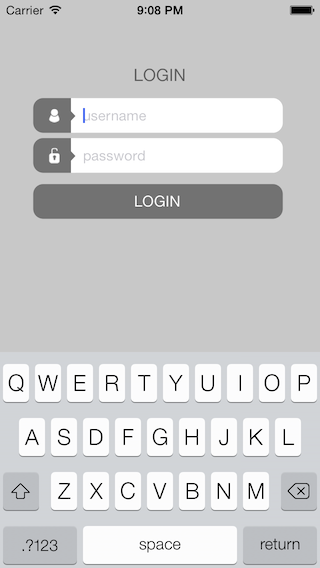 Carrier 9:08 PM
LOGIN
username
password
LOGIN
Q W E R T Y U I O P
A S D F G H J K L
Z X C V B N M
.?123 space return